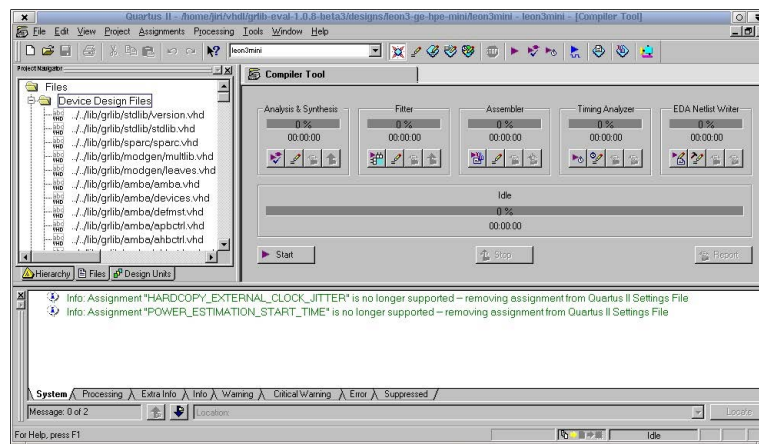 Quartus II - /home/jiri/vhdl/grlib-eval-1.0.8-beta3/designs/leon3-ge-hpe-mini/leon3mini - leon3mini - [Compiler Tool]
File Edit View Project Assignments Processing Tools Window Help
leon3mini
Project Navigator
Files
Device Design Files
../../lib/grlib/stdlib/version.vhd
../../lib/grlib/stdlib/stdlib.vhd
../../lib/grlib/sparc/sparc.vhd
../../lib/grlib/modgen/multlib.vhd
../../lib/grlib/modgen/leaves.vhd
../../lib/grlib/amba/amba.vhd
../../lib/grlib/amba/devices.vhd
../../lib/grlib/amba/defmst.vhd
../../lib/grlib/amba/apbctrl.vhd
../../lib/grlib/amba/ahbctrl.vhd
Hierarchy Files Design Units
Compiler Tool
Analysis & Synthesis Fitter Assembler Timing Analyzer EDA Netlist Writer
0 % 0 % 0 % 0 % 0 %
00:00:00 00:00:00 00:00:00 00:00:00 00:00:00
Idle
0 %
00:00:00
Start Stop Report
Info: Assignment "HARDCOPY_EXTERNAL_CLOCK_JITTER" is no longer supported -- removing assignment from Quartus II Settings File
Info: Assignment "POWER_ESTIMATION_START_TIME" is no longer supported -- removing assignment from Quartus II Settings File
System Processing Extra Info Info Warning Critical Warning Error Suppressed
Message: 0 of 2 Location: Locate
For Help, press F1 Idle